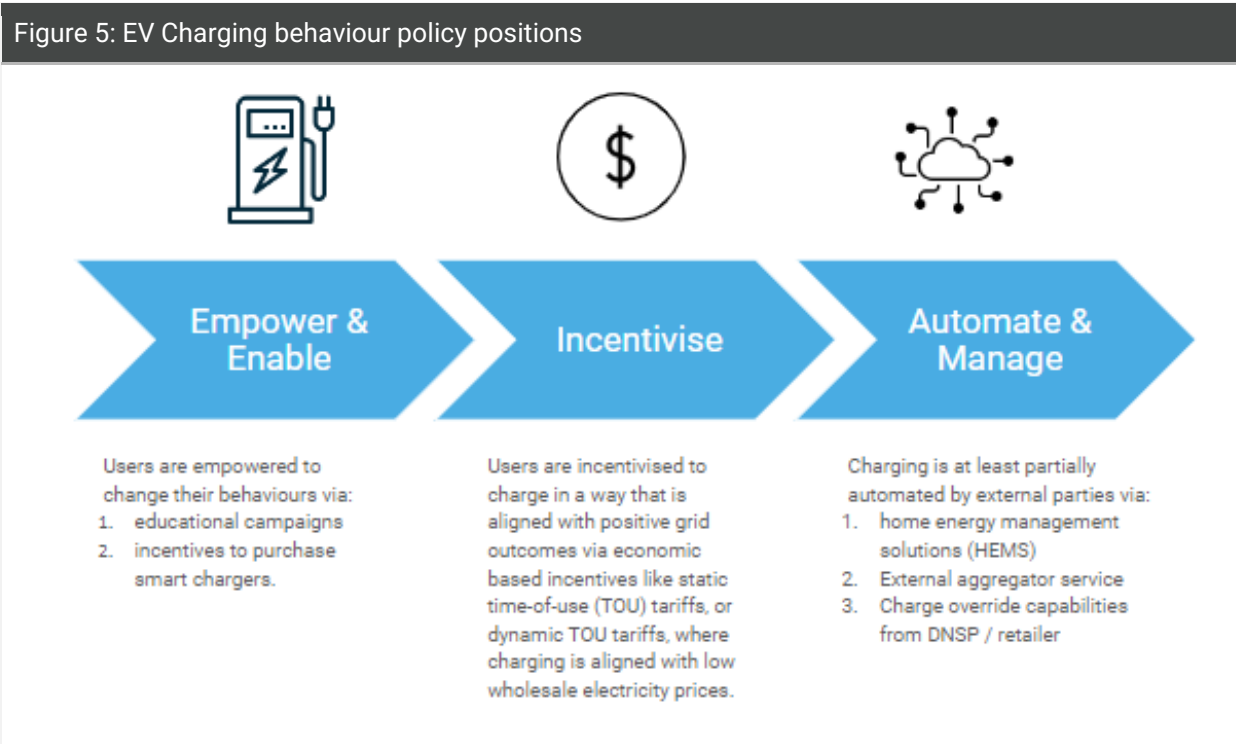 Figure 5: EV Charging behaviour policy positions
...
$
Empower &
Enable
Incentivise
Automate &
Manage
Users are empowered to
change their behaviours via:
1. educational campaigns
2. incentives to purchase
smart chargers.
Users are incentivised to
charge in a way that is
aligned with positive grid
outcomes via economic
based incentives like static
time-of-use (TOU) tariffs, or
dynamic TOU tariffs, where
charging is aligned with low
wholesale electricity prices.
Charging is at least partially
automated by external parties via:
1. home energy management
solutions (HEMS)
2. External aggregator service
3. Charge override capabilities
from DNSP / retailer